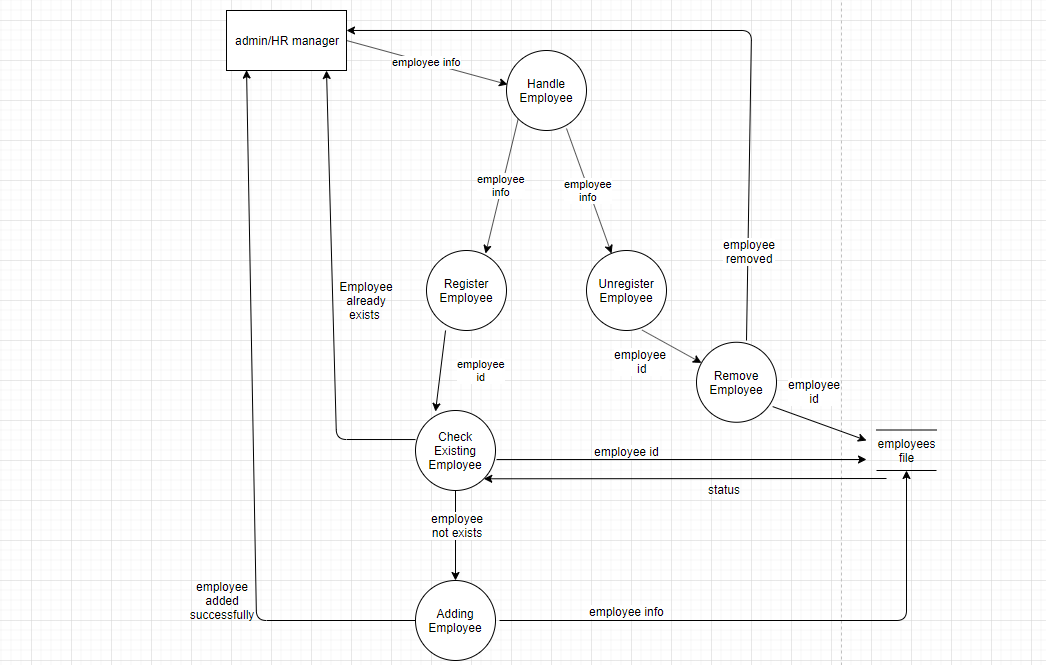 admin/HR manager
employee info
Handle
Employee
employee
info
employee
info
employee
removed
Employee
already
exists
Register
Employee
Unregister
Employee
employee
id
employee
id
Remove
Employee
employee
id
Check
Existing
Employee
employee id
employees
file
status
employee
not exists
employee
added
successfully
Adding
Employee
employee info